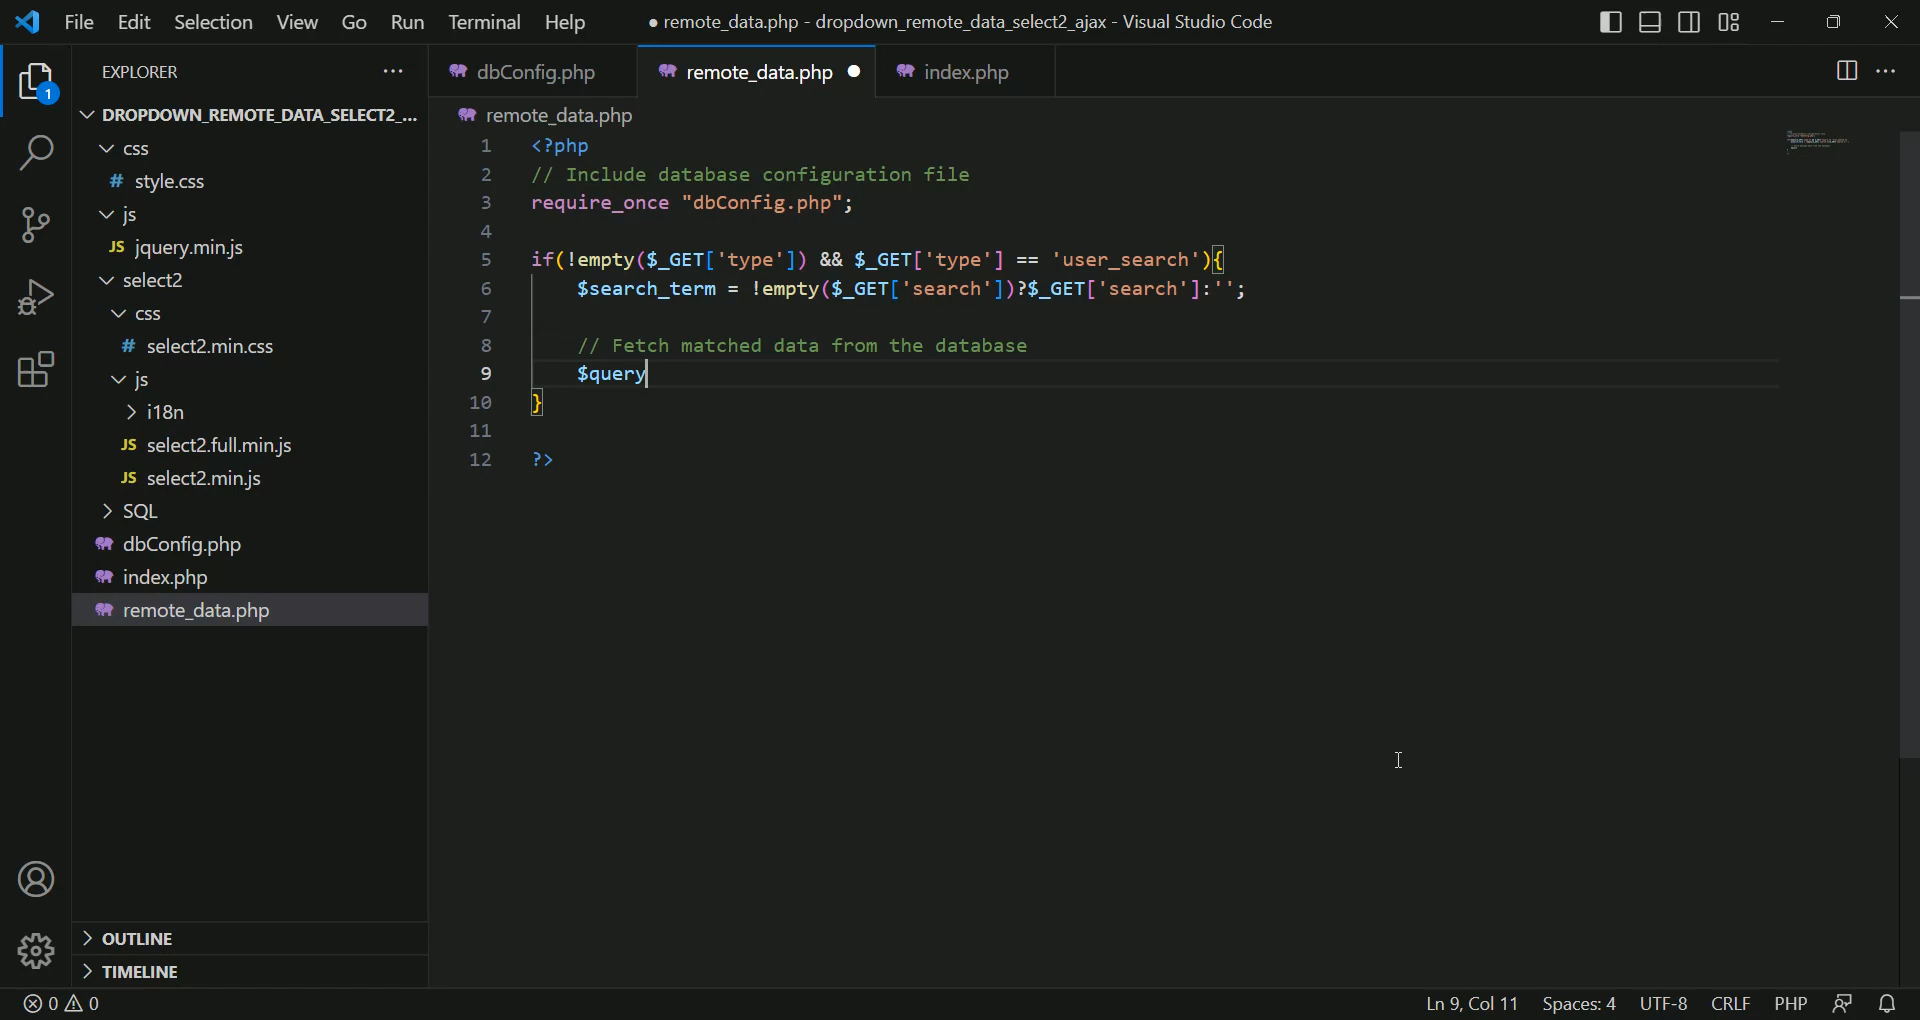 File Edit Selection View Go Run Terminal Help
● remote_data.php - dropdown_remote_data_select2_ajax - Visual Studio Code
EXPLORER
1
DROPDOWN_REMOTE_DATA_SELECT2_...
css
# style.css
js
JS jquery.min.js
select2
css
# select2.min.css
js
i18n
JS select2.full.min.js
JS select2.min.js
SQL
dbConfig.php
index.php
remote_data.php
OUTLINE
TIMELINE
dbConfig.php remote_data.php ● index.php
remote_data.php
1 <?php
2 // Include database configuration file
3 require_once "dbConfig.php";
4
5 if(!empty($_GET['type']) && $_GET['type'] == 'user_search'){
6 $search_term = !empty($_GET['search'])?$_GET['search']:'';
7
8 // Fetch matched data from the database
9 $query
10 }
11
12 ?>
0 0
Ln 9, Col 11 Spaces: 4 UTF-8 CRLF PHP